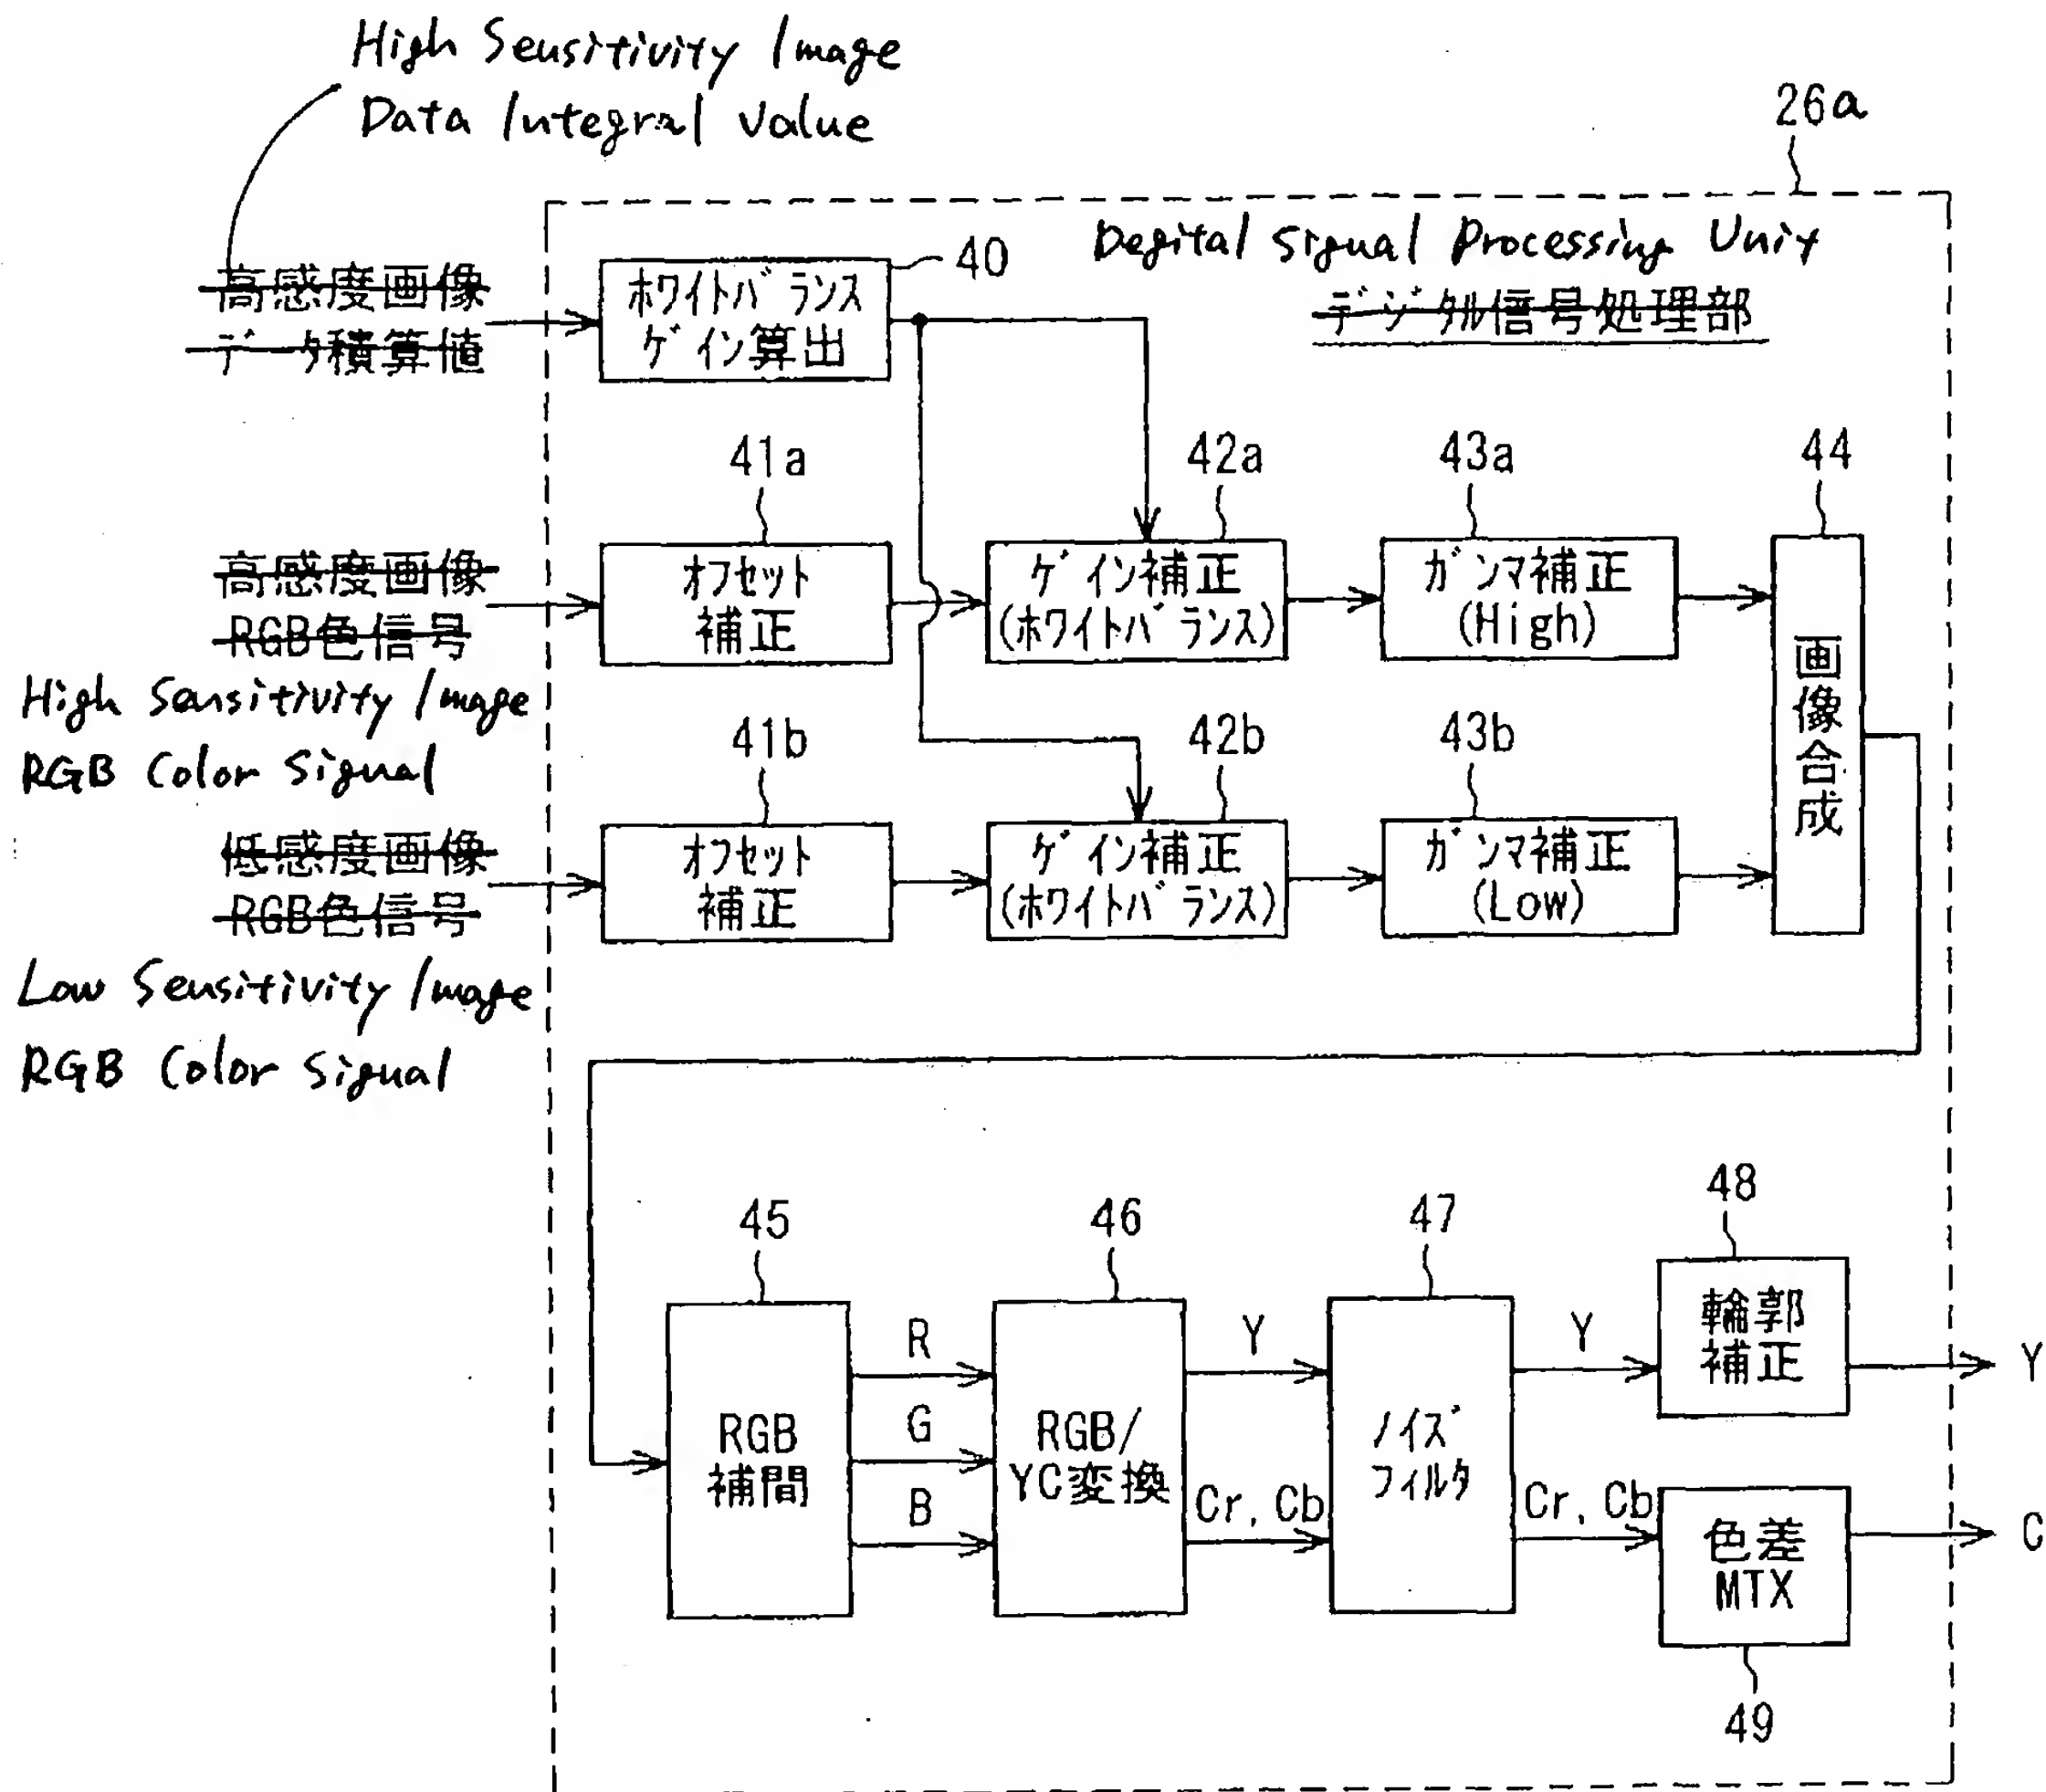 High Sensitivity Image
Data Integral Value
26a
Degital Signal Processing Unit
デジタル信号処理部
高感度画像
データ積算値
ホワイトバランス
ゲイン算出
40
41a
42a
43a
44
高感度画像
RGB色信号
High Sensitivity Image
RGB Color Signal
オフセット
補正
ゲイン補正
(ホワイトバランス)
ガンマ補正
(High)
画像合成
41b
42b
43b
低感度画像
RGB色信号
Low Sensitivity Image
RGB Color Signal
オフセット
補正
ゲイン補正
(ホワイトバランス)
ガンマ補正
(Low)
45
46
47
48
RGB
補間
R
G
B
RGB/
YC変換
Y
Cr, Cb
ノイズ
フィルタ
Y
Cr, Cb
輪郭
補正
Y
色差
MTX
C
49